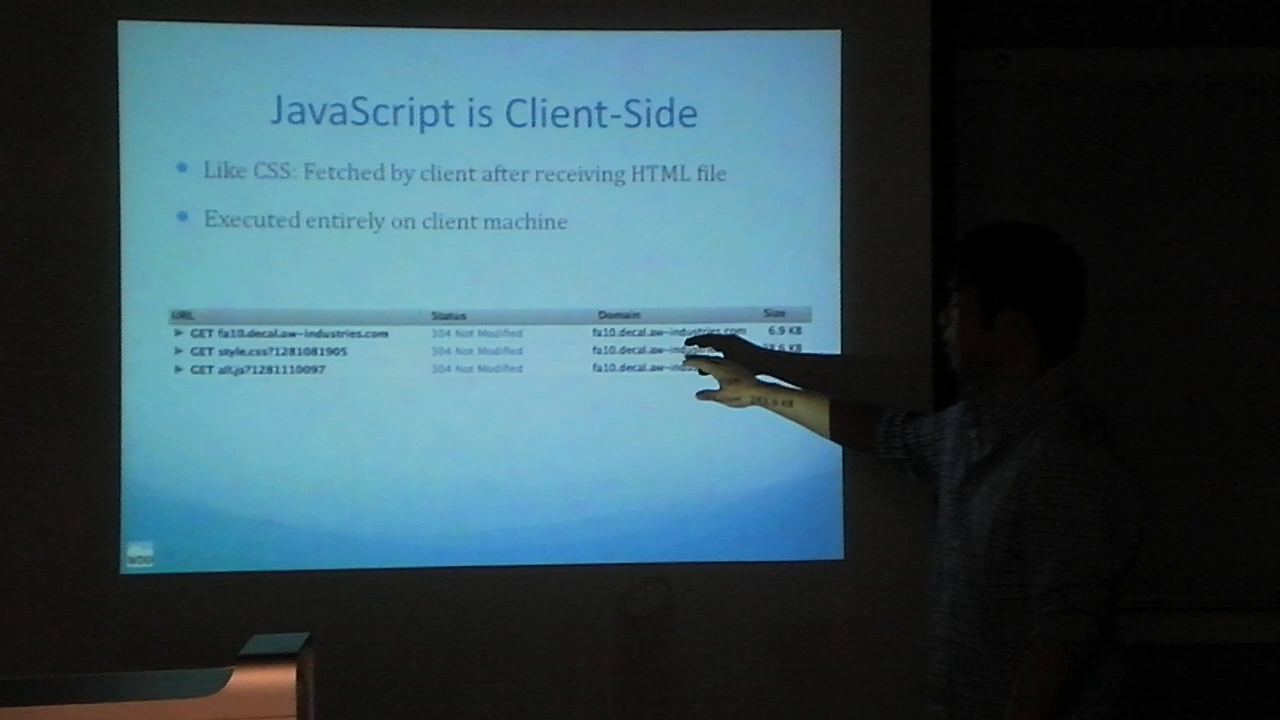 JavaScript is Client-Side
Like CSS: Fetched by client after receiving HTML file
Executed entirely on client machine
URL Status Domain Size
GET fa10.decal.aw-industries.com 304 Not Modified fa10.decal.aw-industries.com 6.9 KB
GET style.css?1281081905 304 Not Modified fa10.decal.aw- KB
GET all.js?1281110097 304 Not Modified fa10.decal.aw-